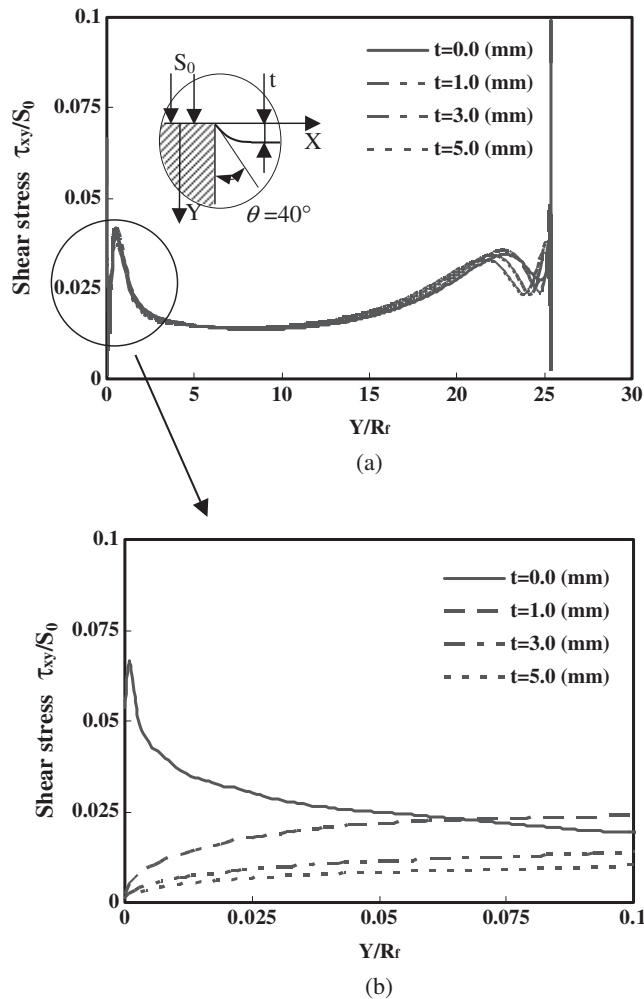 0.1
0.075
0.05
0.025
0
Shear stress τxy/S0
S0
t
X
Y
θ =40°
t=0.0 (mm)
t=1.0 (mm)
t=3.0 (mm)
t=5.0 (mm)
0 5 10 15 20 25 30
Y/Rf
(a)
0.1
0.075
0.05
0.025
0
Shear stress τxy/S0
t=0.0 (mm)
t=1.0 (mm)
t=3.0 (mm)
t=5.0 (mm)
0 0.025 0.05 0.075 0.1
Y/Rf
(b)